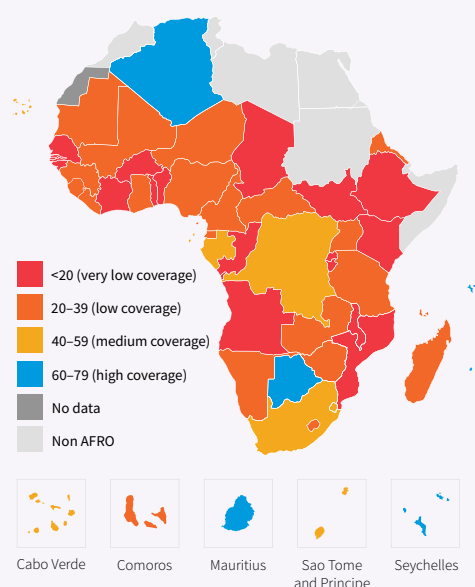 <20 (very low coverage)
20–39 (low coverage)
40–59 (medium coverage)
60–79 (high coverage)
No data
Non AFRO
Cabo Verde
Comoros
Mauritius
Sao Tome
and Principe
Seychelles